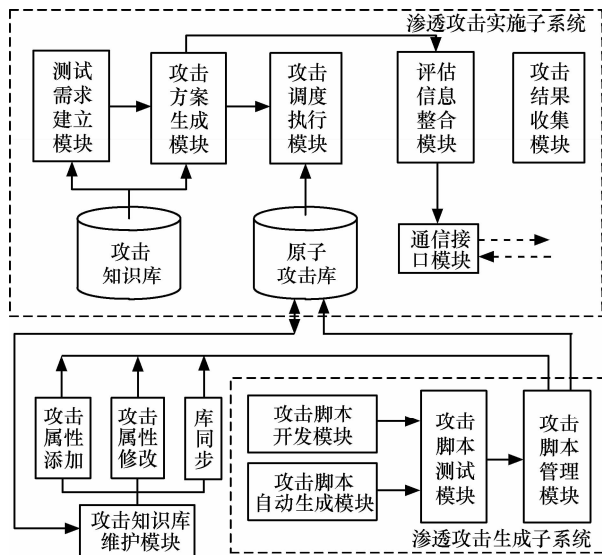 渗透攻击实施子系统
测试
需求
建立
模块
攻击
方案
生成
模块
攻击
调度
执行
模块
评估
信息
整合
模块
攻击
结果
收集
模块
攻击
知识库
原子
攻击库
通信接
口模块
攻击
属性
添加
攻击
属性
修改
库
同
步
攻击知识库
维护模块
攻击脚本
开发模块
攻击脚本
自动生成模块
攻击
脚本
测试
模块
攻击
脚本
管理
模块
渗透攻击生成子系统